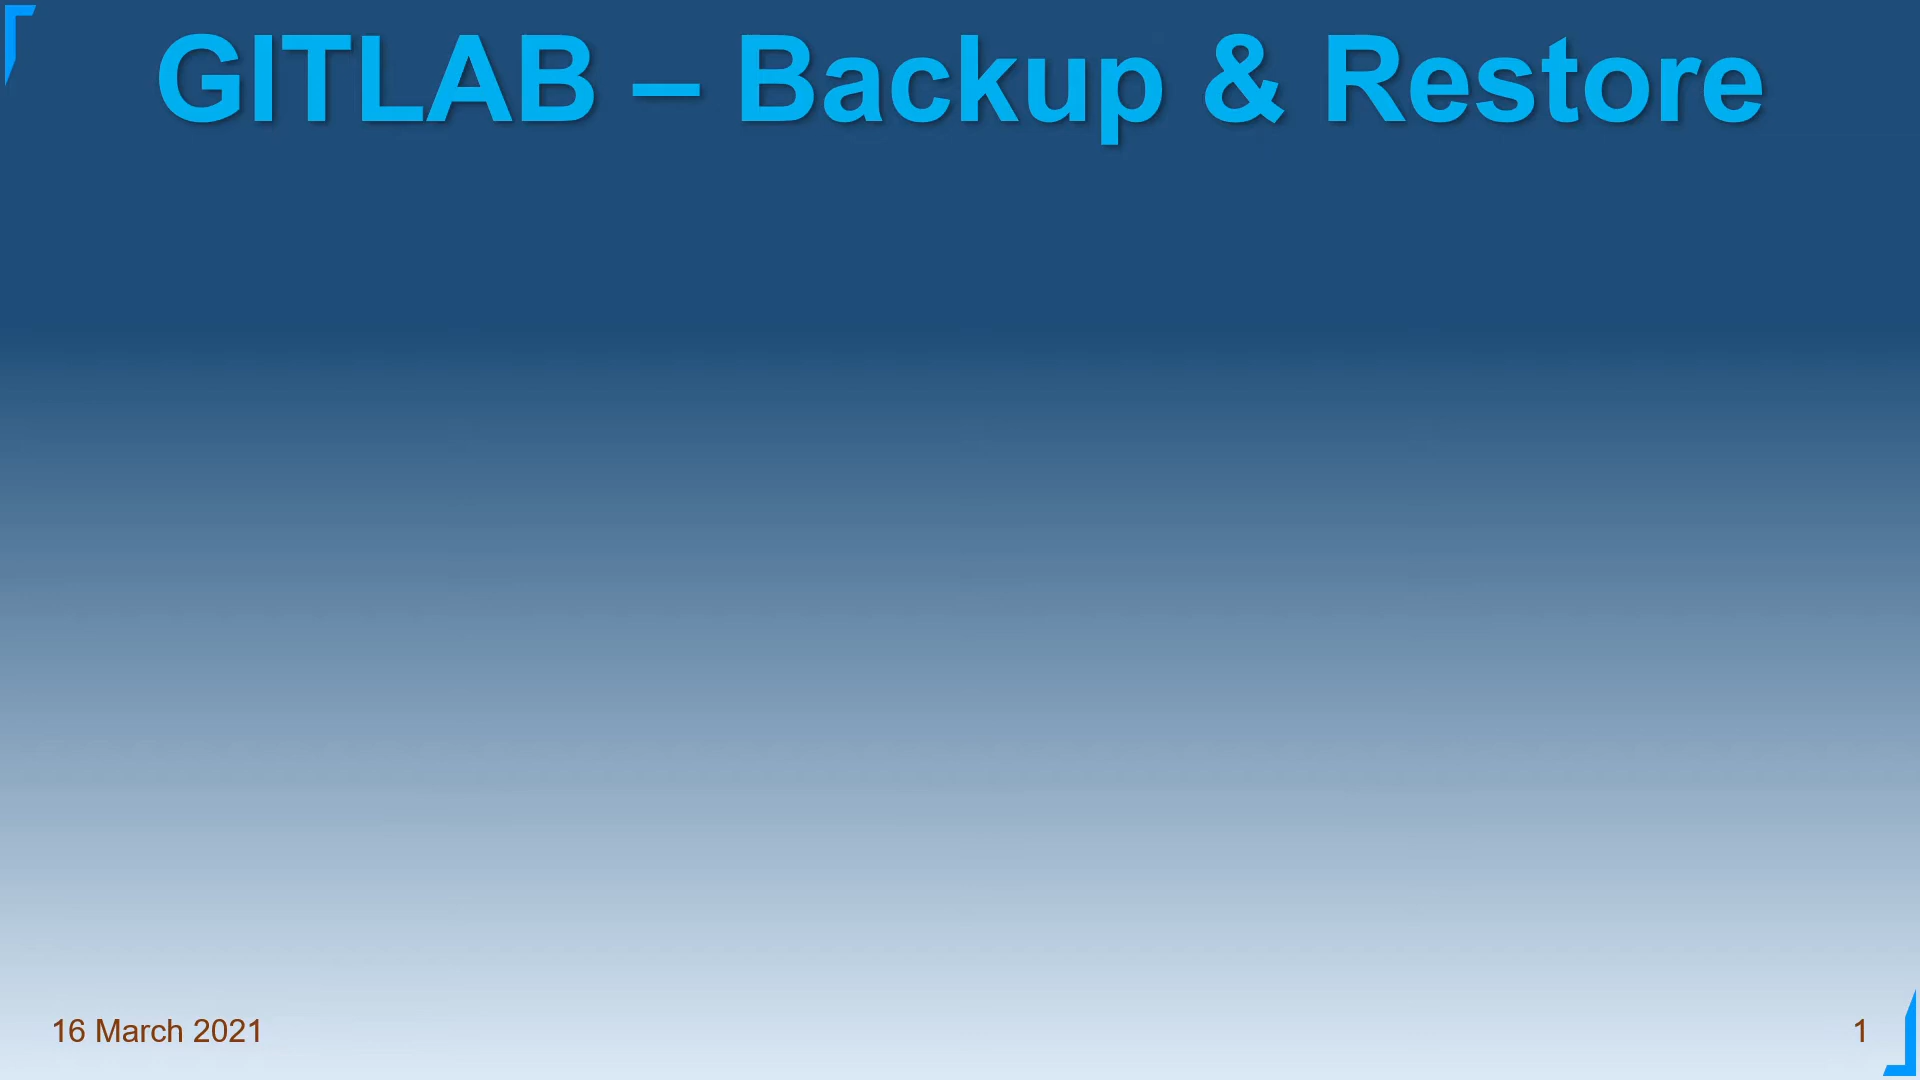 GITLAB – Backup & Restore
16 March 2021
1